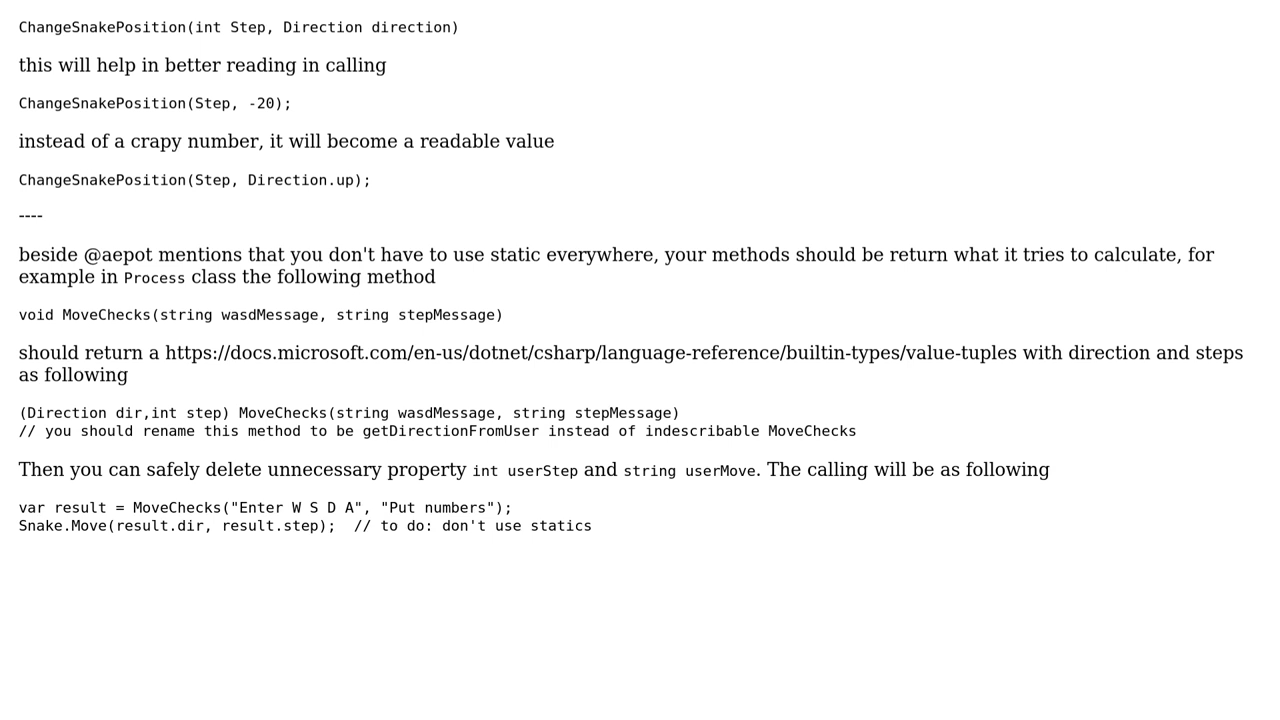 ChangeSnakePosition(int Step, Direction direction)
this will help in better reading in calling
ChangeSnakePosition(Step, -20);
instead of a crapy number, it will become a readable value
ChangeSnakePosition(Step, Direction.up);
----
beside @aepot mentions that you don't have to use static everywhere, your methods should be return what it tries to calculate, for
example in Process class the following method
void MoveChecks(string wasdMessage, string stepMessage)
should return a https://docs.microsoft.com/en-us/dotnet/csharp/language-reference/builtin-types/value-tuples with direction and steps
as following
(Direction dir,int step) MoveChecks(string wasdMessage, string stepMessage)
// you should rename this method to be getDirectionFromUser instead of indescribable MoveChecks
Then you can safely delete unnecessary property int userStep and string userMove. The calling will be as following
var result = MoveChecks("Enter W S D A", "Put numbers");
Snake.Move(result.dir, result.step);  // to do: don't use statics